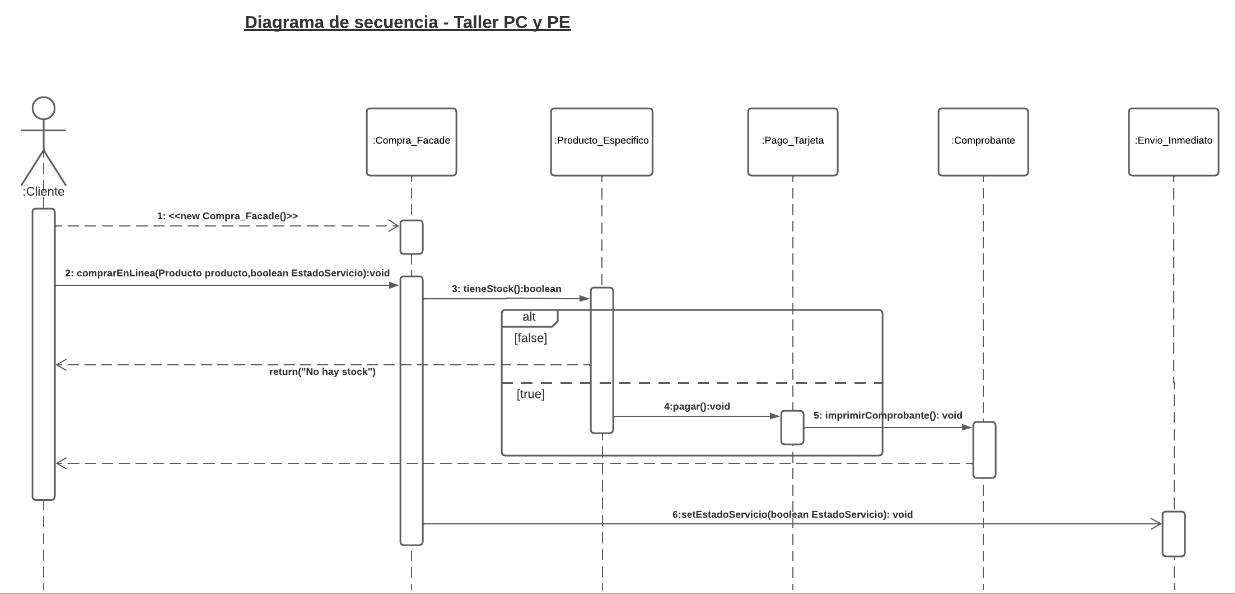 Diagrama de secuencia - Taller PC y PE
:Cliente
:Compra_Facade
:Producto_Especifico
:Pago_Tarjeta
:Comprobante
:Envio_Inmediato
1: <<new Compra_Facade()>>
2: comprarEnLinea(Producto producto,boolean EstadoServicio):void
3: tieneStock():boolean
alt
[false]
return("No hay stock")
[true]
4:pagar():void
5: imprimirComprobante(): void
6:setEstadoServicio(boolean EstadoServicio): void